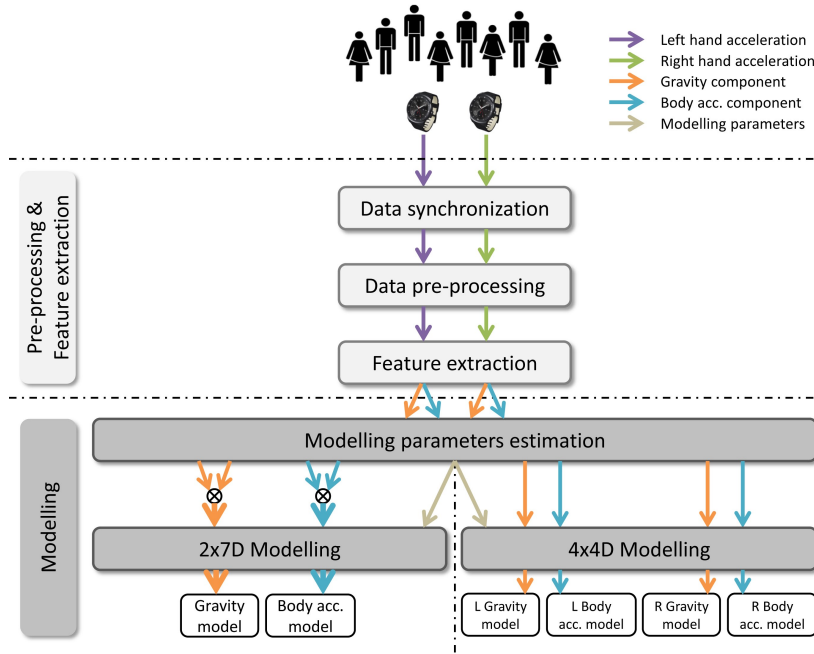 Left hand acceleration
Right hand acceleration
Gravity component
Body acc. component
Modelling parameters
Pre-processing &
Feature extraction
Data synchronization
Data pre-processing
Feature extraction
Modelling
Modelling parameters estimation
2x7D Modelling
4x4D Modelling
Gravity
model
Body acc.
model
L Gravity
model
L Body
acc. model
R Gravity
model
R Body
acc. model